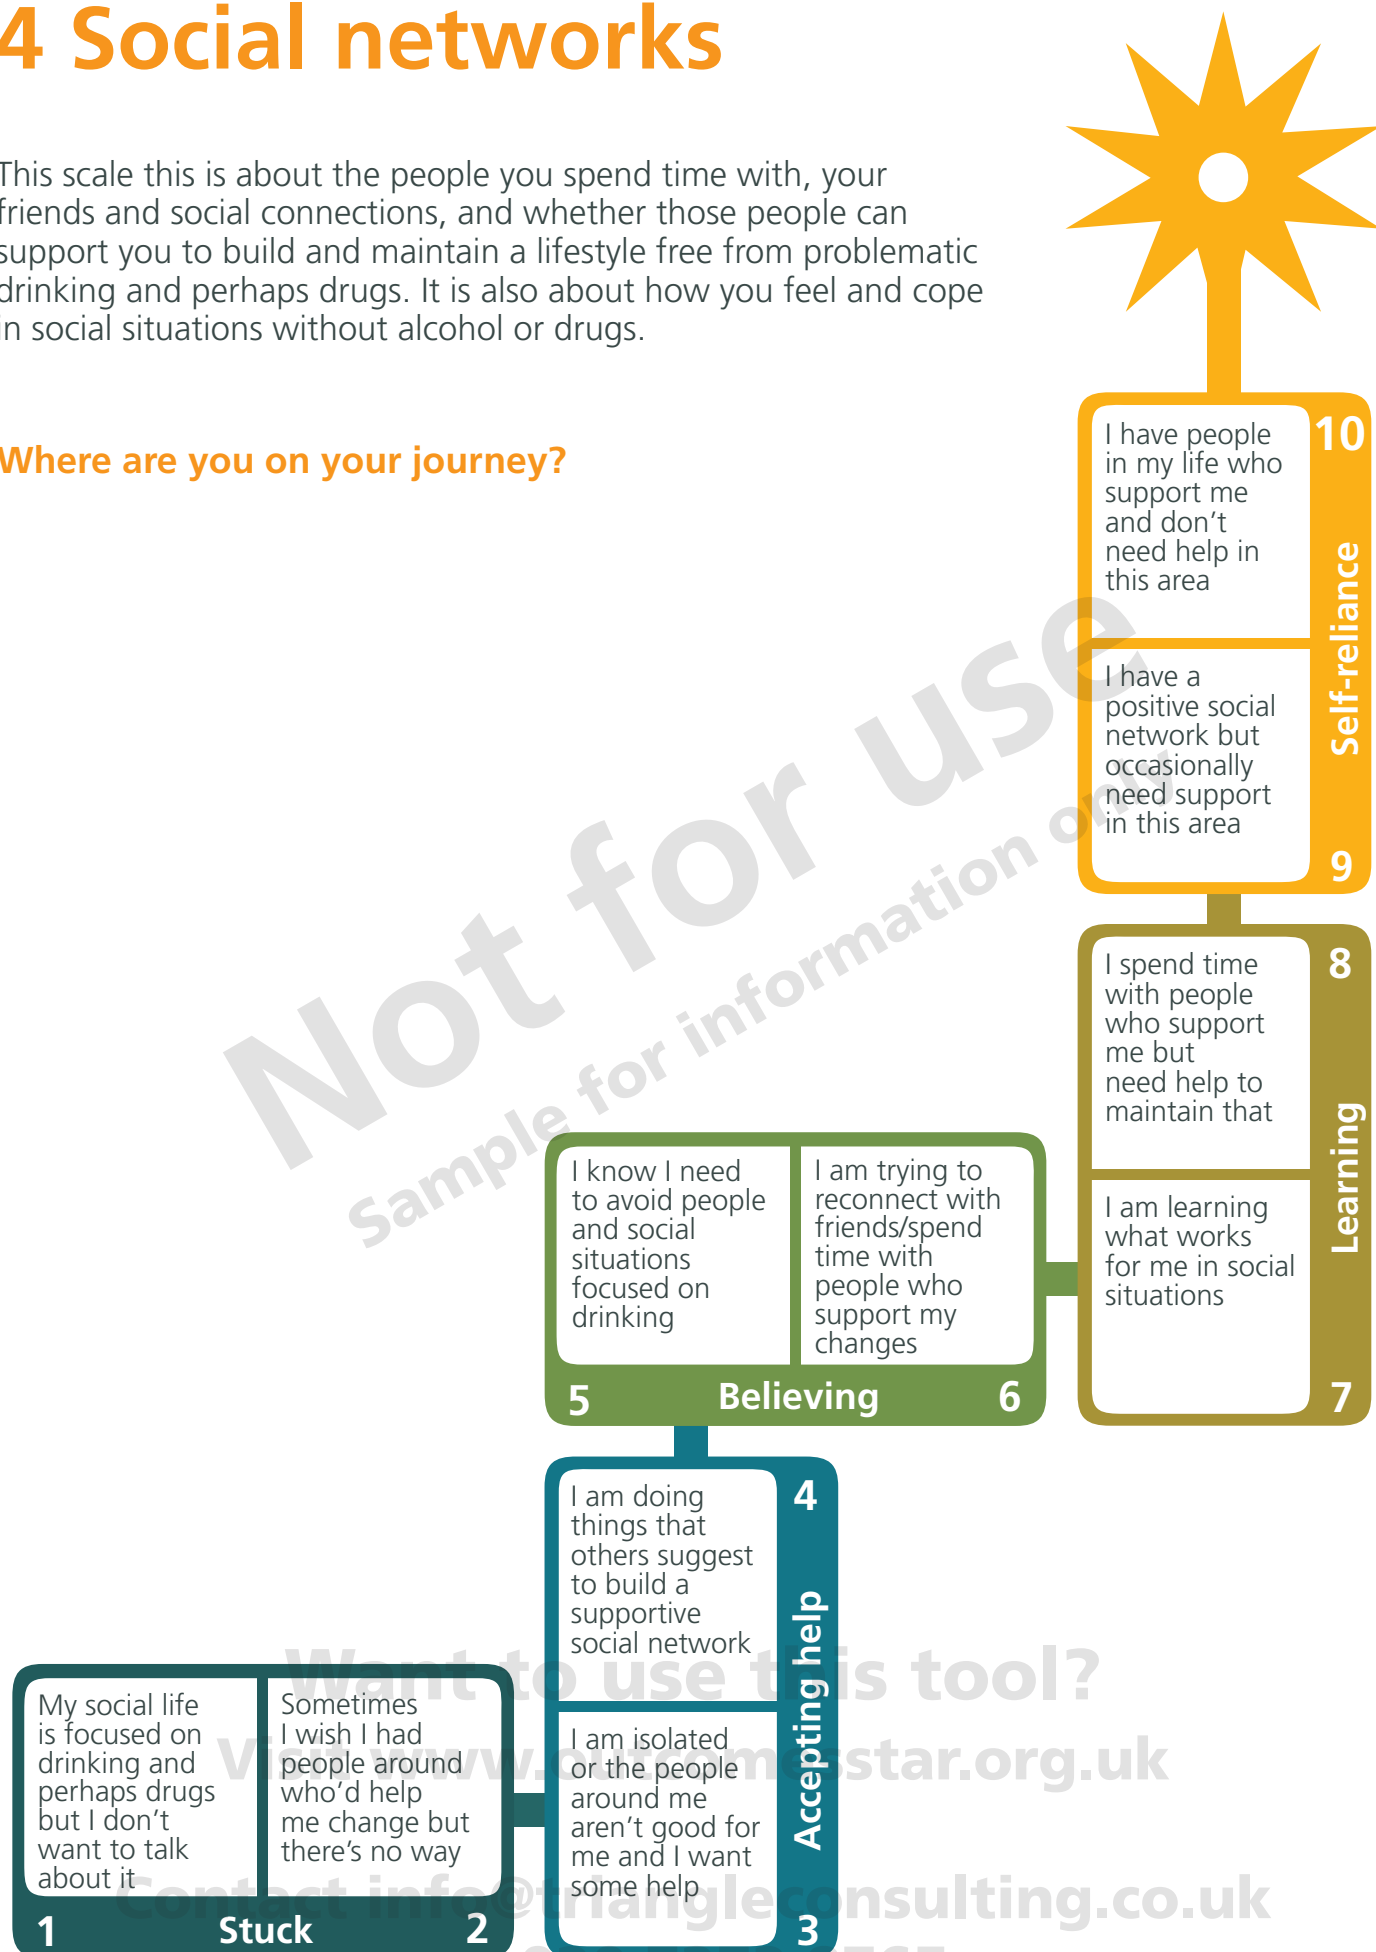 4 Social networks
This scale this is about the people you spend time with, your
friends and social connections, and whether those people can
support you to build and maintain a lifestyle free from problematic
drinking and perhaps drugs. It is also about how you feel and cope
in social situations without alcohol or drugs.
Where are you on your journey?
I have people
in my life who
support me
and don't
need help in
this area
10
Self-reliance
I have a
positive social
network but
occasionally
need support
in this area
9
I spend time
with people
who support
me but
need help to
maintain that
8
Learning
I am learning
what works
for me in social
situations
7
I know I need
to avoid people
and social
situations
focused on
drinking
I am trying to
reconnect with
friends/spend
time with
people who
support my
changes
5 Believing 6
I am doing
things that
others suggest
to build a
supportive
social network
4
Accepting help
I am isolated
or the people
around me
aren't good for
me and I want
some help
3
My social life
is focused on
drinking and
perhaps drugs
but I don't
want to talk
about it
Sometimes
I wish I had
people around
who'd help
me change but
there's no way
1 Stuck 2
Not for use
Sample for information only
Want to use this tool?
Visit www.outcomesstar.org.uk
Contact info@triangleconsulting.co.uk